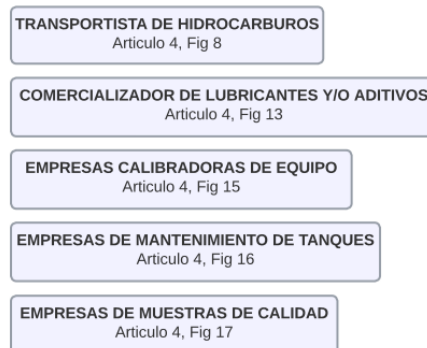 TRANSPORTISTA DE HIDROCARBUROS
Articulo 4, Fig 8
COMERCIALIZADOR DE LUBRICANTES Y/O ADITIVOS
Articulo 4, Fig 13
EMPRESAS CALIBRADORAS DE EQUIPO
Articulo 4, Fig 15
EMPRESAS DE MANTENIMIENTO DE TANQUES
Articulo 4, Fig 16
EMPRESAS DE MUESTRAS DE CALIDAD
Articulo 4, Fig 17